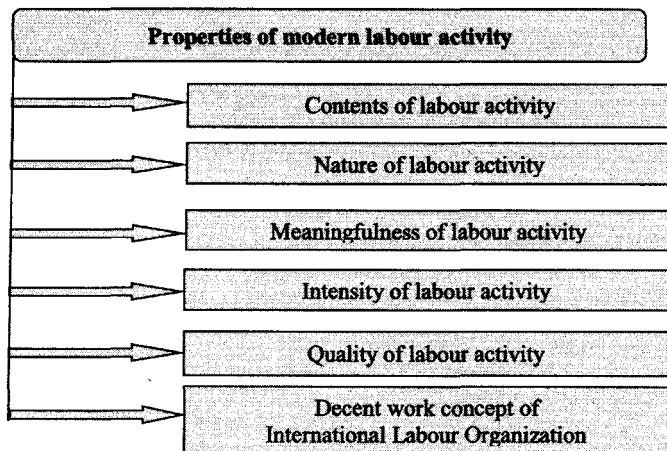 Properties of modern labour activity
Contents of labour activity
Nature of labour activity
Meaningfulness of labour activity
Intensity of labour activity
Quality of labour activity
Decent work concept of
International Labour Organization